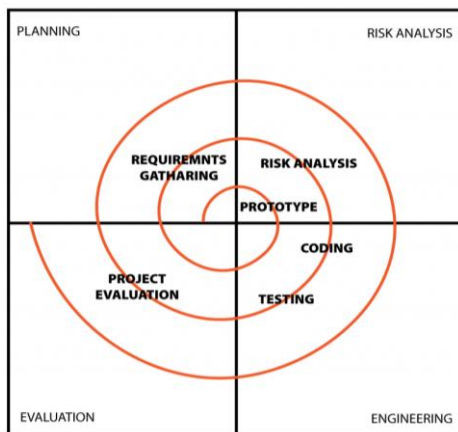 PLANNING
RISK ANALYSIS
REQUIREMNTS
GATHARING
RISK ANALYSIS
PROTOTYPE
CODING
PROJECT
EVALUATION
TESTING
EVALUATION
ENGINEERING